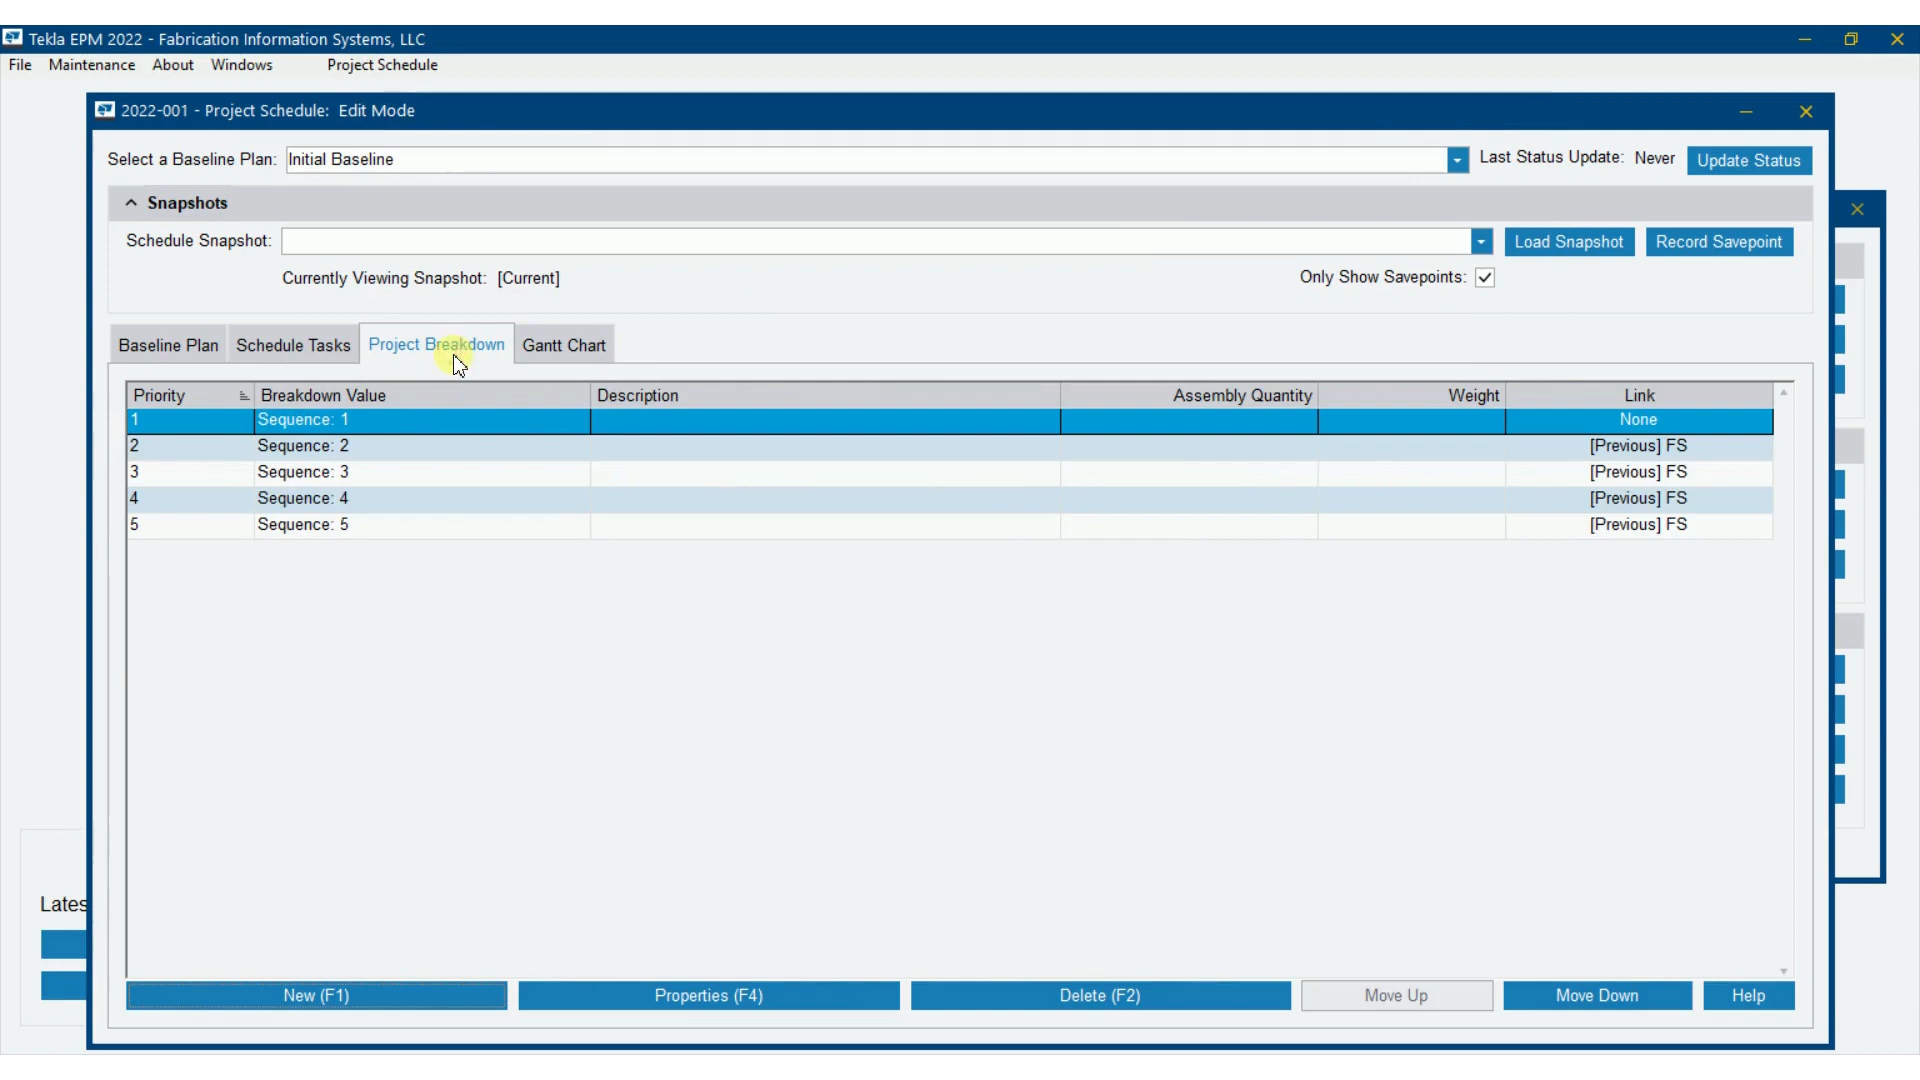 Tekla EPM 2022 - Fabrication Information Systems, LLC
File Maintenance About Windows Project Schedule
2022-001 - Project Schedule: Edit Mode
Select a Baseline Plan: Initial Baseline Last Status Update: Never Update Status
Snapshots
Schedule Snapshot: Load Snapshot Record Savepoint
Currently Viewing Snapshot: [Current] Only Show Savepoints:
Baseline Plan Schedule Tasks Project Breakdown Gantt Chart
Priority Breakdown Value Description Assembly Quantity Weight Link
1 Sequence: 1 None
2 Sequence: 2 [Previous] FS
3 Sequence: 3 [Previous] FS
4 Sequence: 4 [Previous] FS
5 Sequence: 5 [Previous] FS
Lates
New (F1) Properties (F4) Delete (F2) Move Up Move Down Help